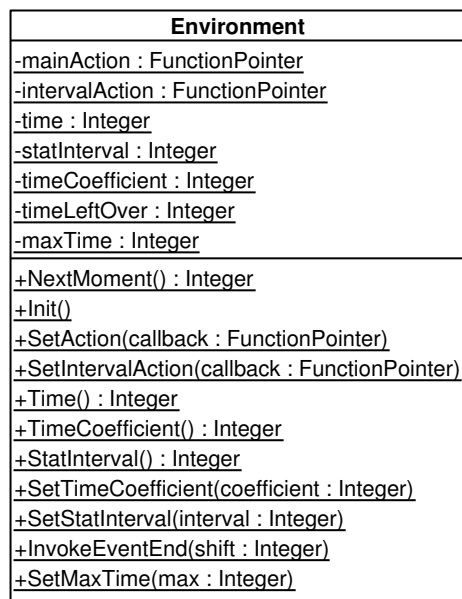 Environment
-mainAction : FunctionPointer
-intervalAction : FunctionPointer
-time : Integer
-statInterval : Integer
-timeCoefficient : Integer
-timeLeftOver : Integer
-maxTime : Integer
+NextMoment() : Integer
+Init()
+SetAction(callback : FunctionPointer)
+SetIntervalAction(callback : FunctionPointer)
+Time() : Integer
+TimeCoefficient() : Integer
+StatInterval() : Integer
+SetTimeCoefficient(coefficient : Integer)
+SetStatInterval(interval : Integer)
+InvokeEventEnd(shift : Integer)
+SetMaxTime(max : Integer)